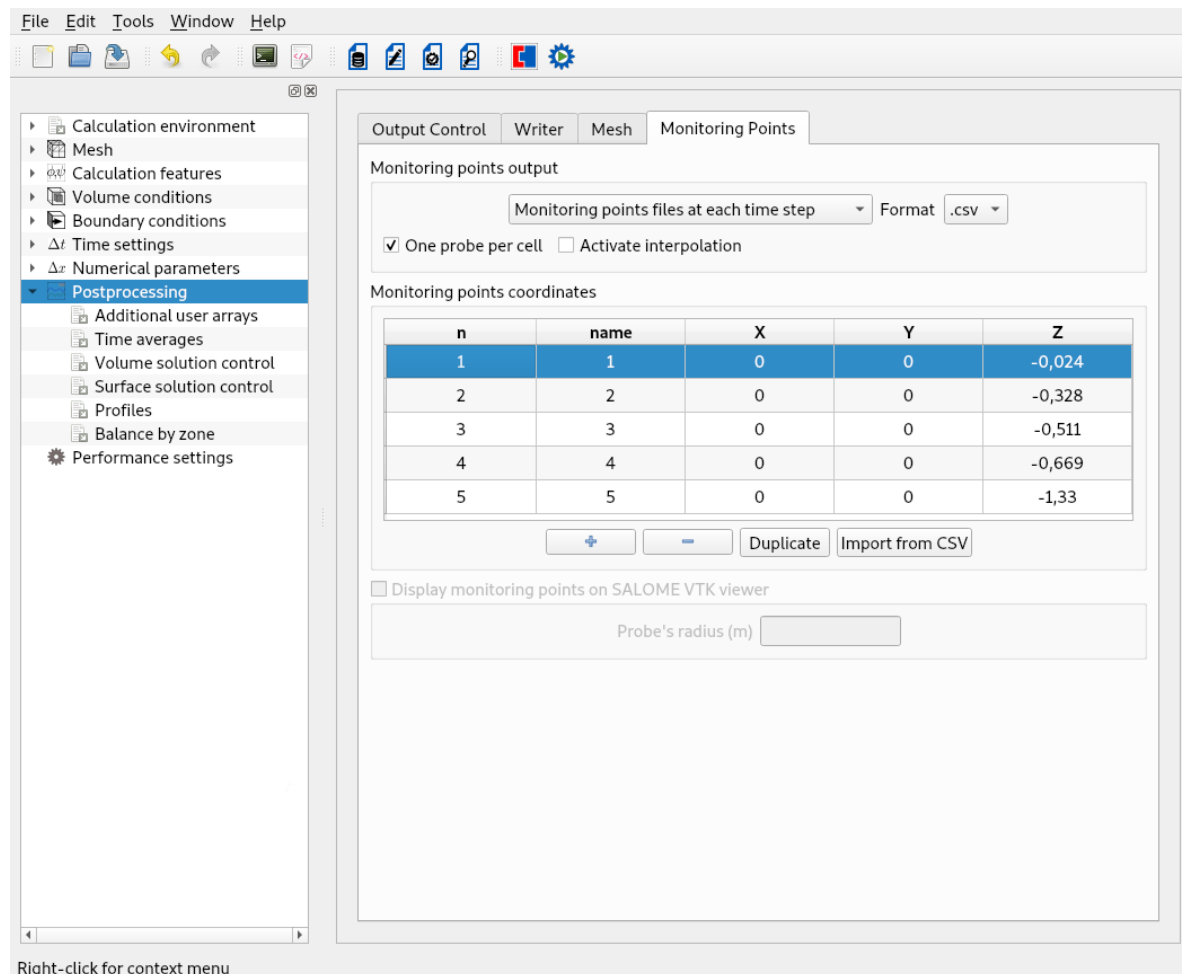 File Edit Tools Window Help
Calculation environment
Mesh
Calculation features
Volume conditions
Boundary conditions
Δt Time settings
Δx Numerical parameters
Postprocessing
Additional user arrays
Time averages
Volume solution control
Surface solution control
Profiles
Balance by zone
Performance settings
Output Control Writer Mesh Monitoring Points
Monitoring points output
Monitoring points files at each time step Format .csv
One probe per cell Activate interpolation
Monitoring points coordinates
n name X Y Z
1 1 0 0 -0,024
2 2 0 0 -0,328
3 3 0 0 -0,511
4 4 0 0 -0,669
5 5 0 0 -1,33
Duplicate Import from CSV
Display monitoring points on SALOME VTK viewer
Probe's radius (m)
Right-click for context menu